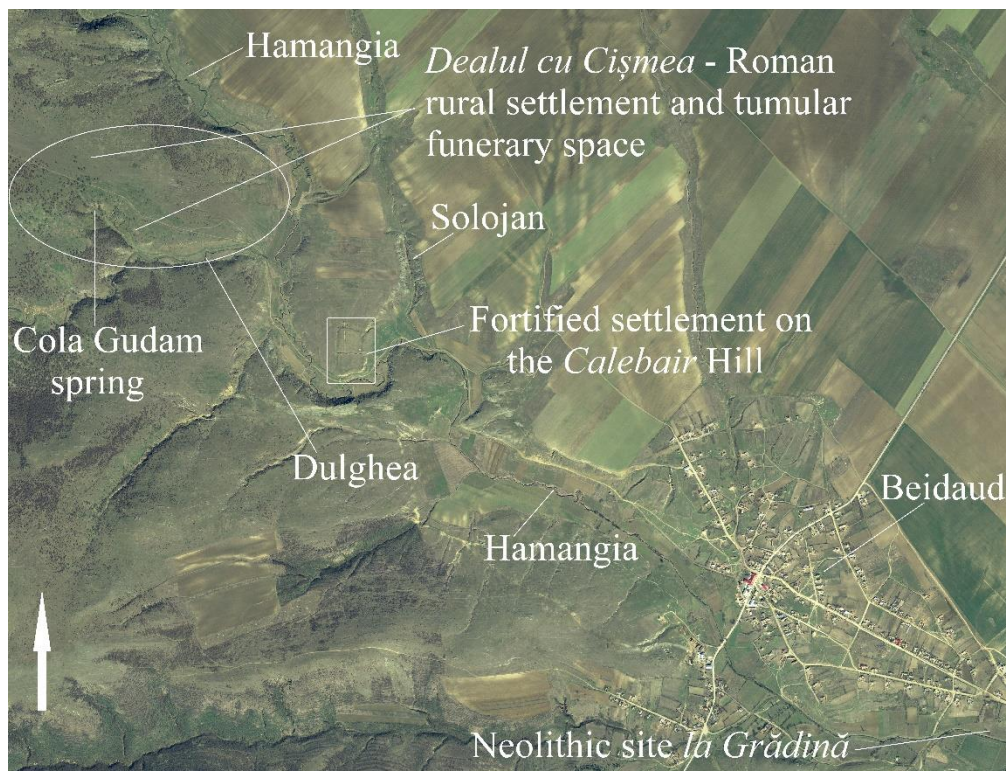 Hamangia
Dealul cu Cișmea - Roman
rural settlement and tumular
funerary space
Solojan
Fortified settlement on
the Calebair Hill
Cola Gudam
spring
Dulghea
Beidaud
Hamangia
Neolithic site la Grădină